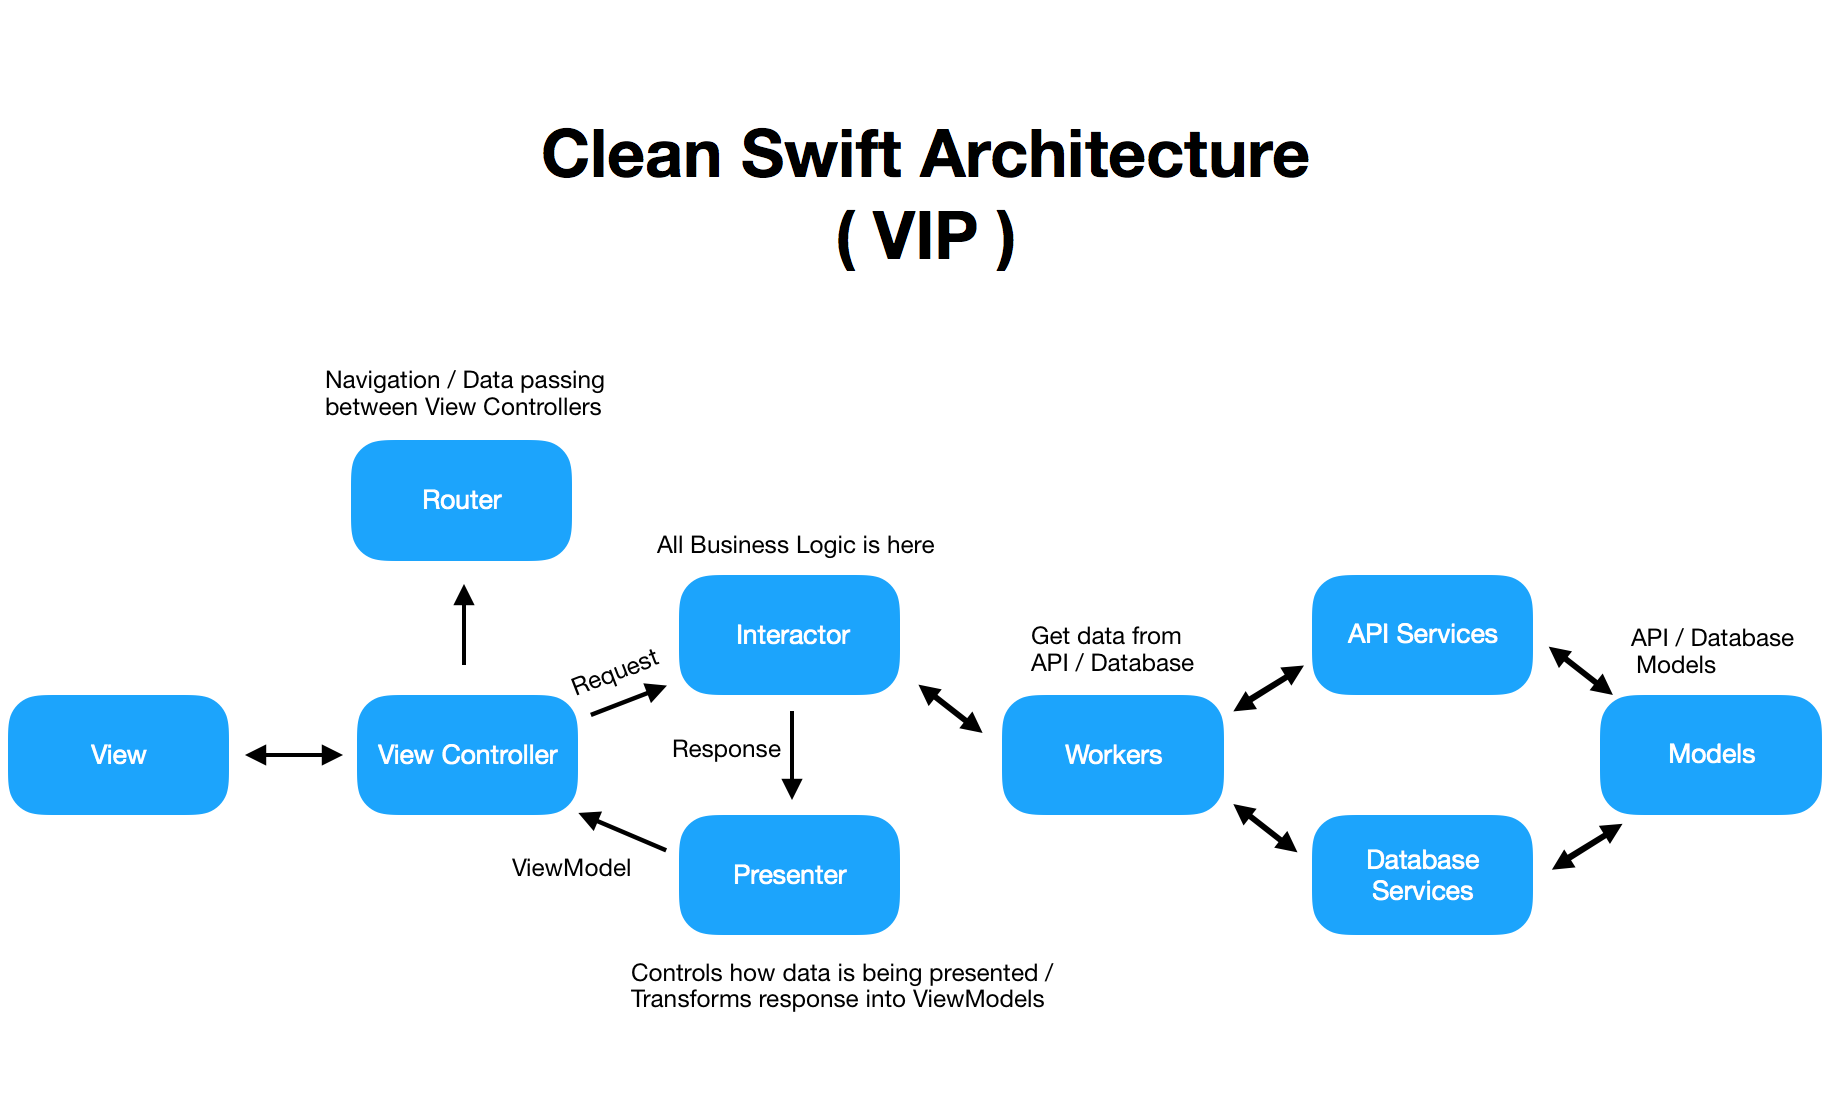 Clean Swift Architecture
( VIP )
Navigation / Data passing
between View Controllers
Router
All Business Logic is here
Interactor
Request
Get data from
API / Database
API Services
API / Database
Models
View
View Controller
Response
Workers
Models
ViewModel
Presenter
Database
Services
Controls how data is being presented /
Transforms response into ViewModels